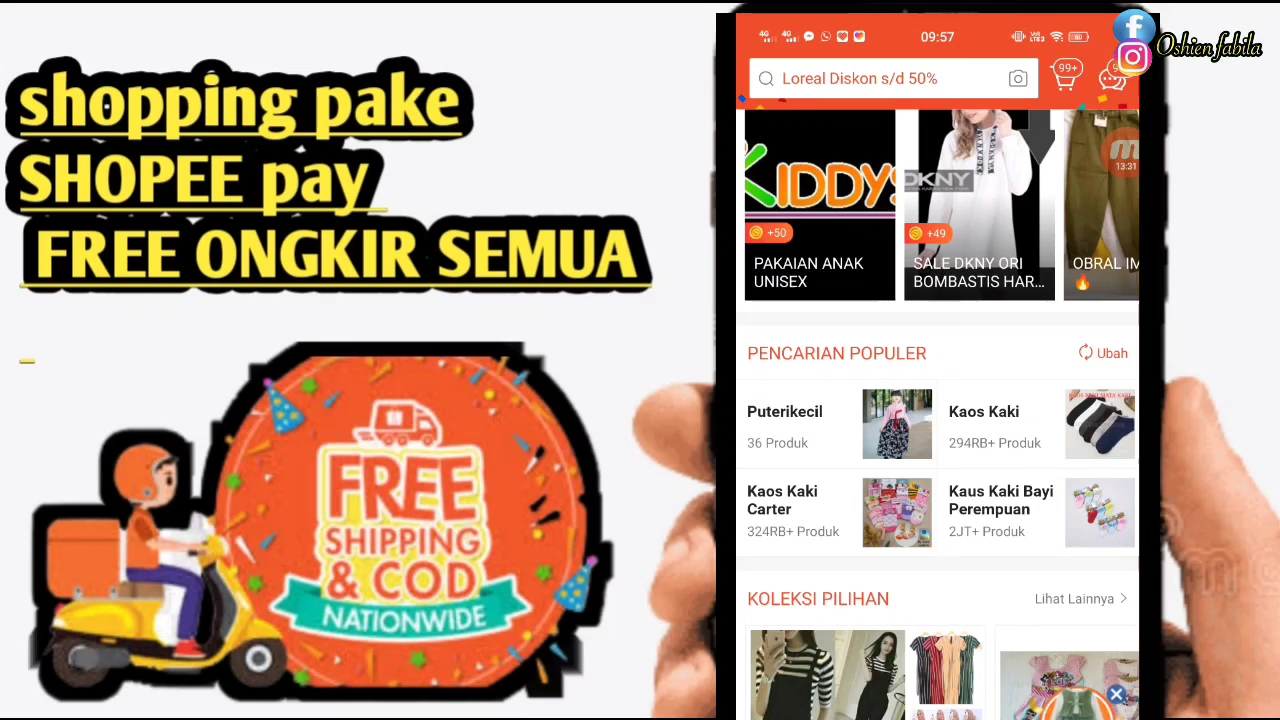 shopping pake
SHOPEE pay
FREE ONGKIR SEMUA
FREE
SHIPPING
& COD
NATIONWIDE
Oshien fabila
09:57
Loreal Diskon s/d 50%
99+
KIDDYS
+50
PAKAIAN ANAK
UNISEX
DKNY
+49
SALE DKNY ORI
BOMBASTIS HAR...
13:31
OBRAL IM
PENCARIAN POPULER
Ubah
Puterikecil
36 Produk
Kaos Kaki
294RB+ Produk
Kaos Kaki
Carter
324RB+ Produk
Kaus Kaki Bayi
Perempuan
2JT+ Produk
KOLEKSI PILIHAN
Lihat Lainnya